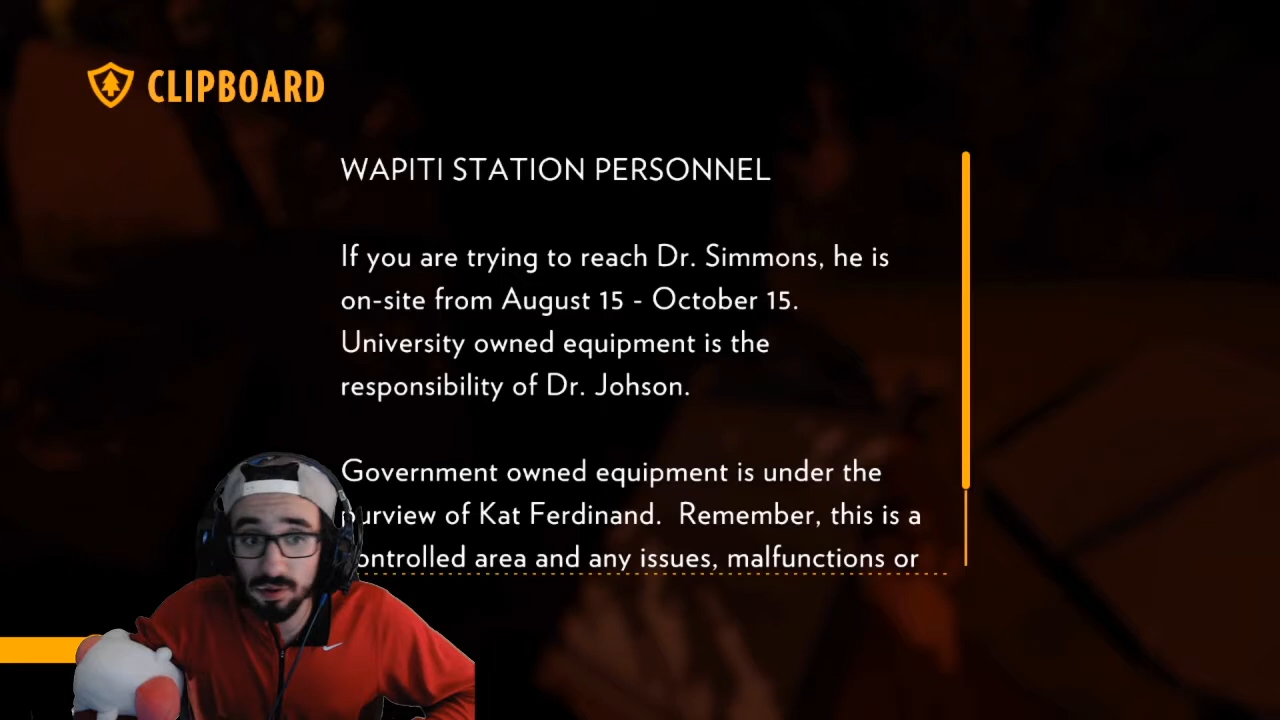 CLIPBOARD
WAPITI STATION PERSONNEL
If you are trying to reach Dr. Simmons, he is
on-site from August 15 - October 15.
University owned equipment is the
responsibility of Dr. Johson.
Government owned equipment is under the
purview of Kat Ferdinand. Remember, this is a
controlled area and any issues, malfunctions or